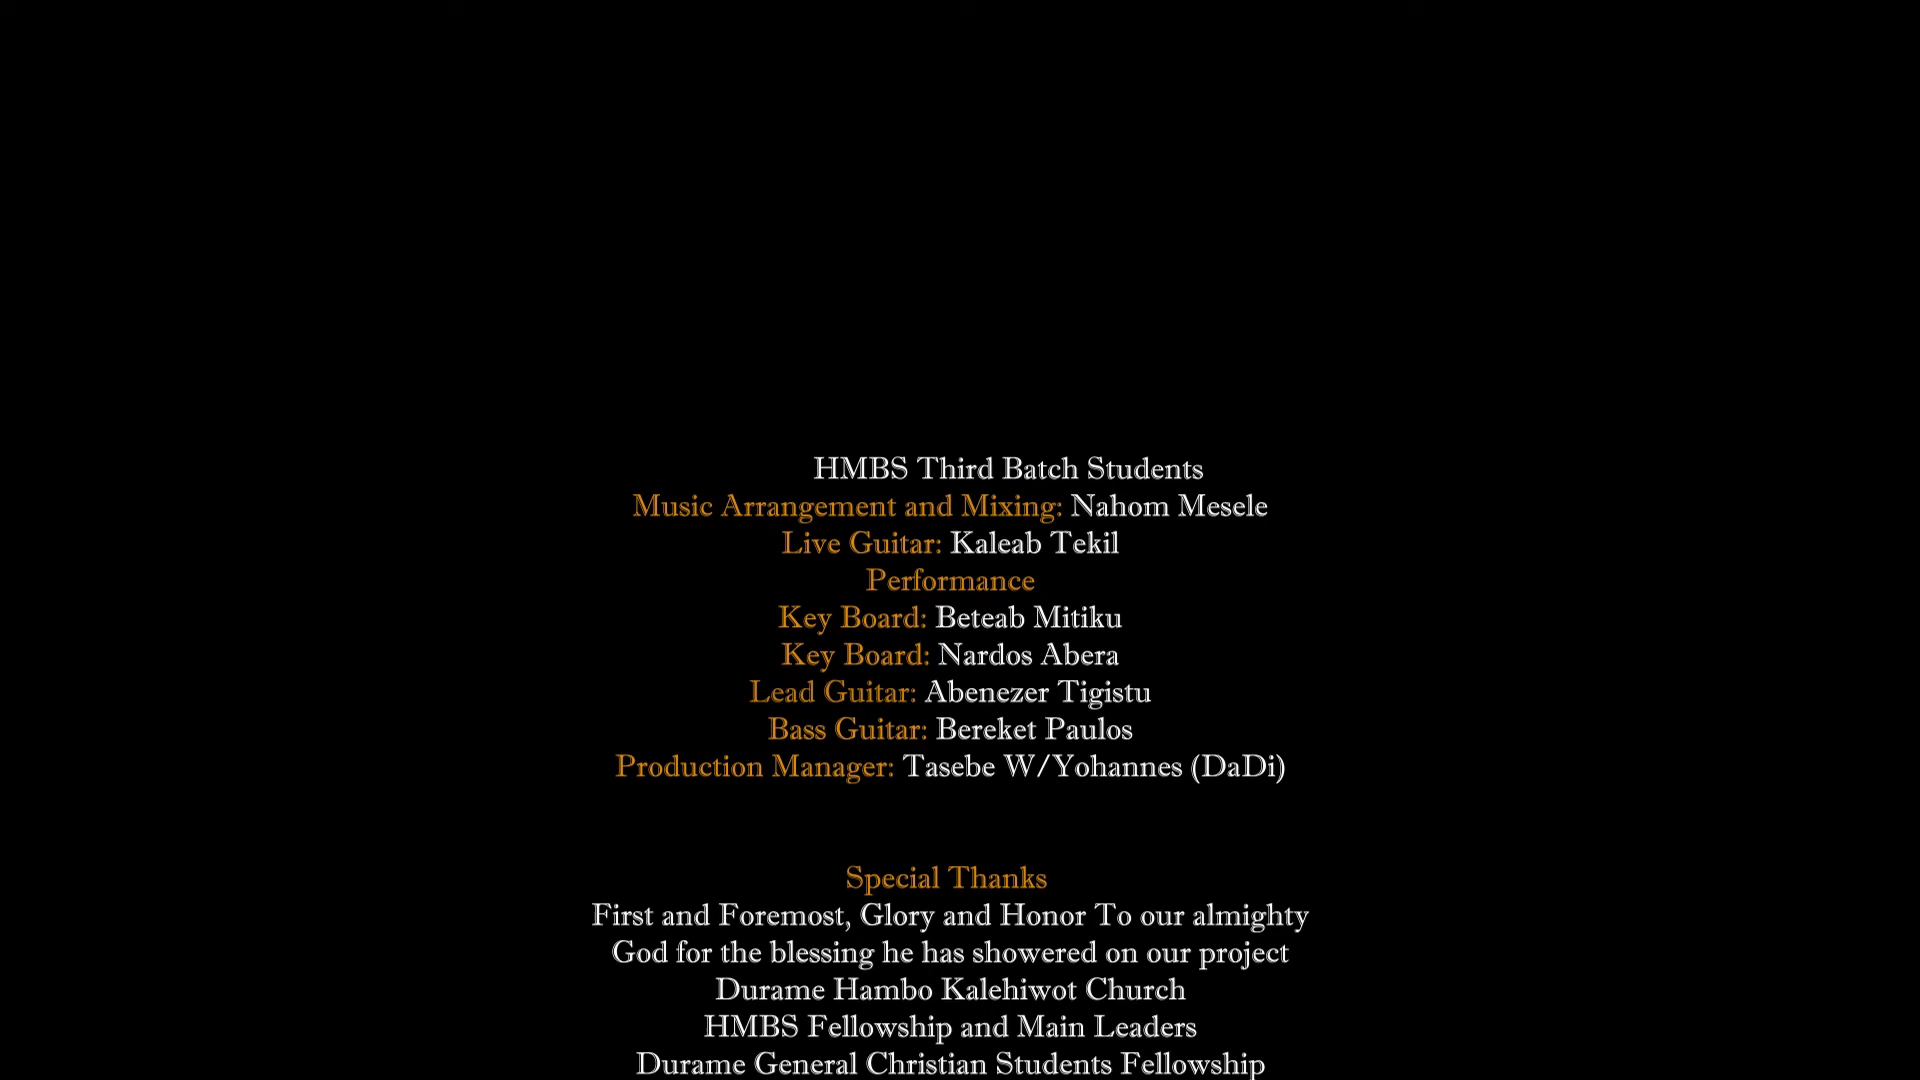 HMBS Third Batch Students
Music Arrangement and Mixing: Nahom Mesele
Live Guitar: Kaleab Tekil
Performance
Key Board: Beteab Mitiku
Key Board: Nardos Abera
Lead Guitar: Abenezer Tigistu
Bass Guitar: Bereket Paulos
Production Manager: Tasebe W/Yohannes (DaDi)
Special Thanks
First and Foremost, Glory and Honor To our almighty
God for the blessing he has showered on our project
Durame Hambo Kalehiwot Church
HMBS Fellowship and Main Leaders
Durame General Christian Students Fellowship